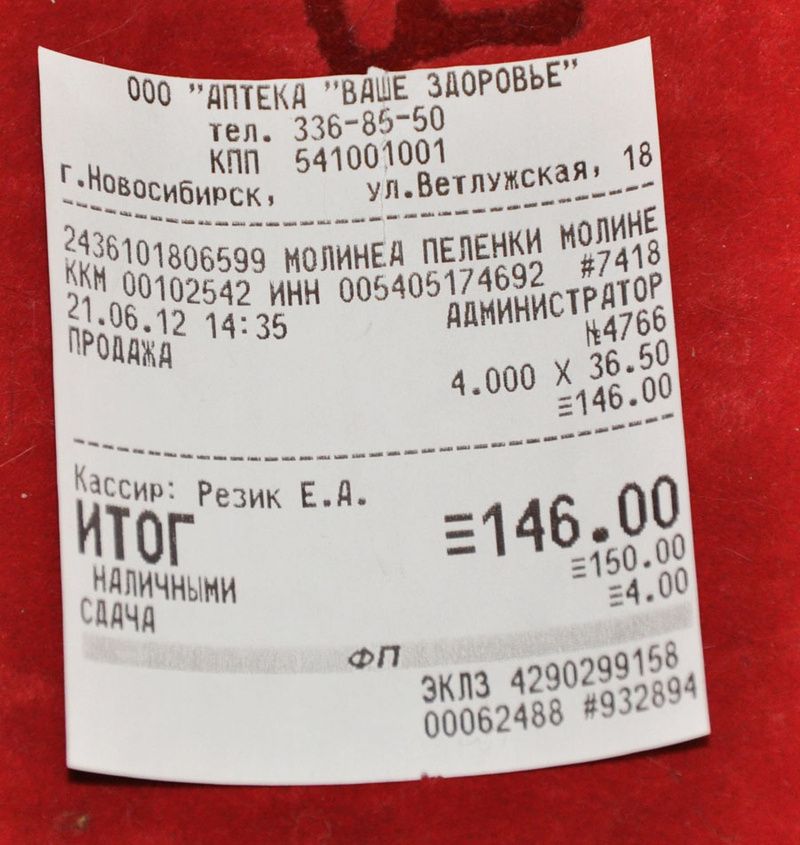 ООО "АПТЕКА "ВАШЕ ЗДОРОВЬЕ"
тел. 336-85-50
КПП 541001001
г.Новосибирск, ул.Ветлужская, 18
2436101806599 МОЛИНЕА ПЕЛЕНКИ МОЛИНЕ
ККМ 00102542 ИНН 005405174692 #7418
21.06.12 14:35 АДМИНИСТРАТОР
ПРОДАЖА №4766
4.000 X 36.50
≡146.00
Кассир: Резик Е.А.
ИТОГ ≡146.00
НАЛИЧНЫМИ ≡150.00
СДАЧА ≡4.00
ФП
ЭКЛЗ 4290299158
00062488 #932894